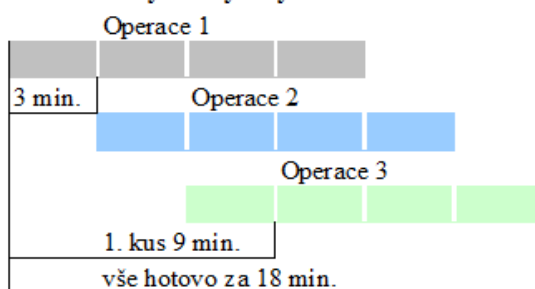 Operace 1
3 min.
Operace 2
Operace 3
1. kus 9 min.
vše hotovo za 18 min.